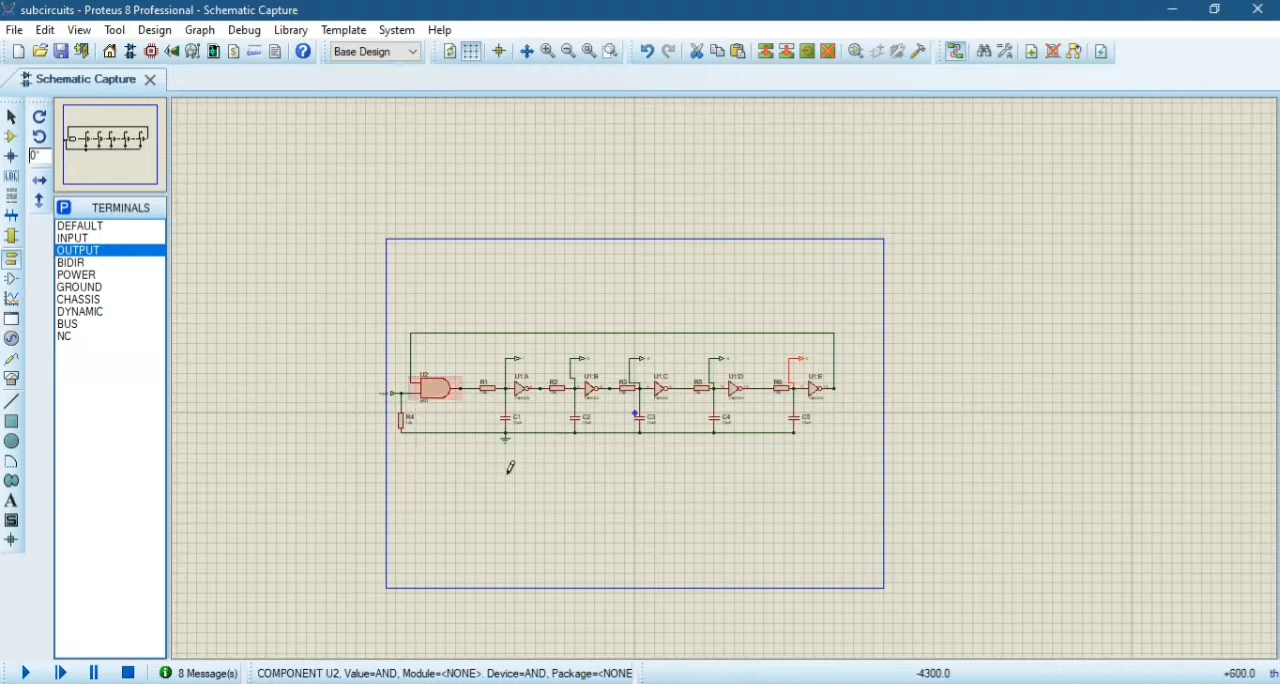 subcircuits - Proteus 8 Professional - Schematic Capture
File Edit View Tool Design Graph Debug Library Template System Help
Base Design
Schematic Capture
0°
P TERMINALS
DEFAULT
INPUT
OUTPUT
BIDIR
POWER
GROUND
CHASSIS
DYNAMIC
BUS
NC
U2
R1 U1:A R2 U1:B R3 U1:C R5 U1:D R6 U1:E
R4 C1 C2 C3 C4 C5
8 Message(s) COMPONENT U2, Value=AND, Module=<NONE>. Device=AND, Package=<NONE -4300.0 +600.0 th